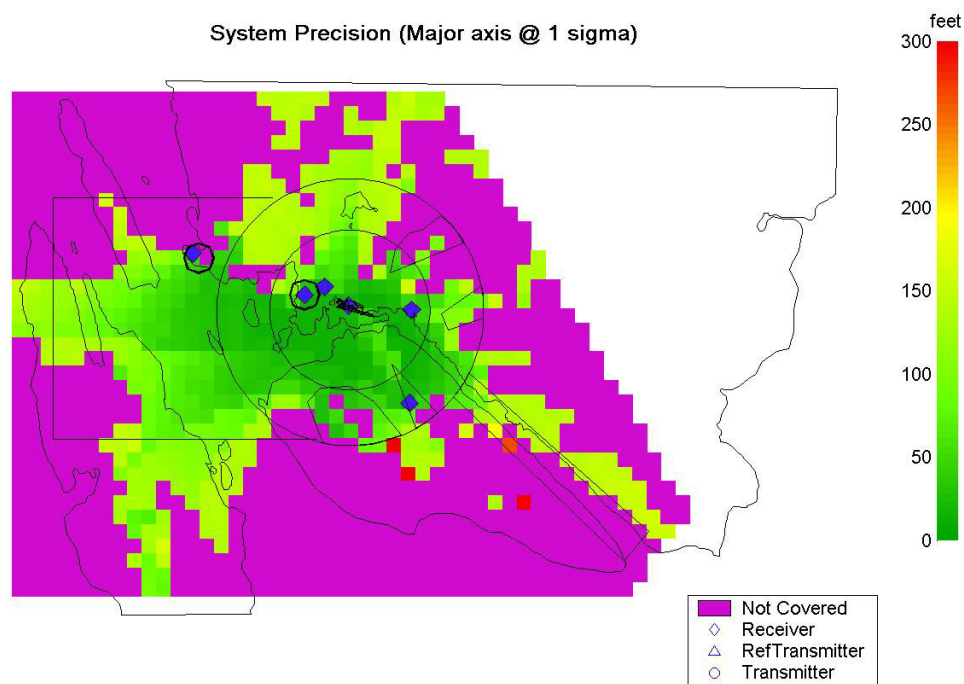 System Precision (Major axis @ 1 sigma)
feet
300
250
200
150
100
50
0
Not Covered
Receiver
RefTransmitter
Transmitter